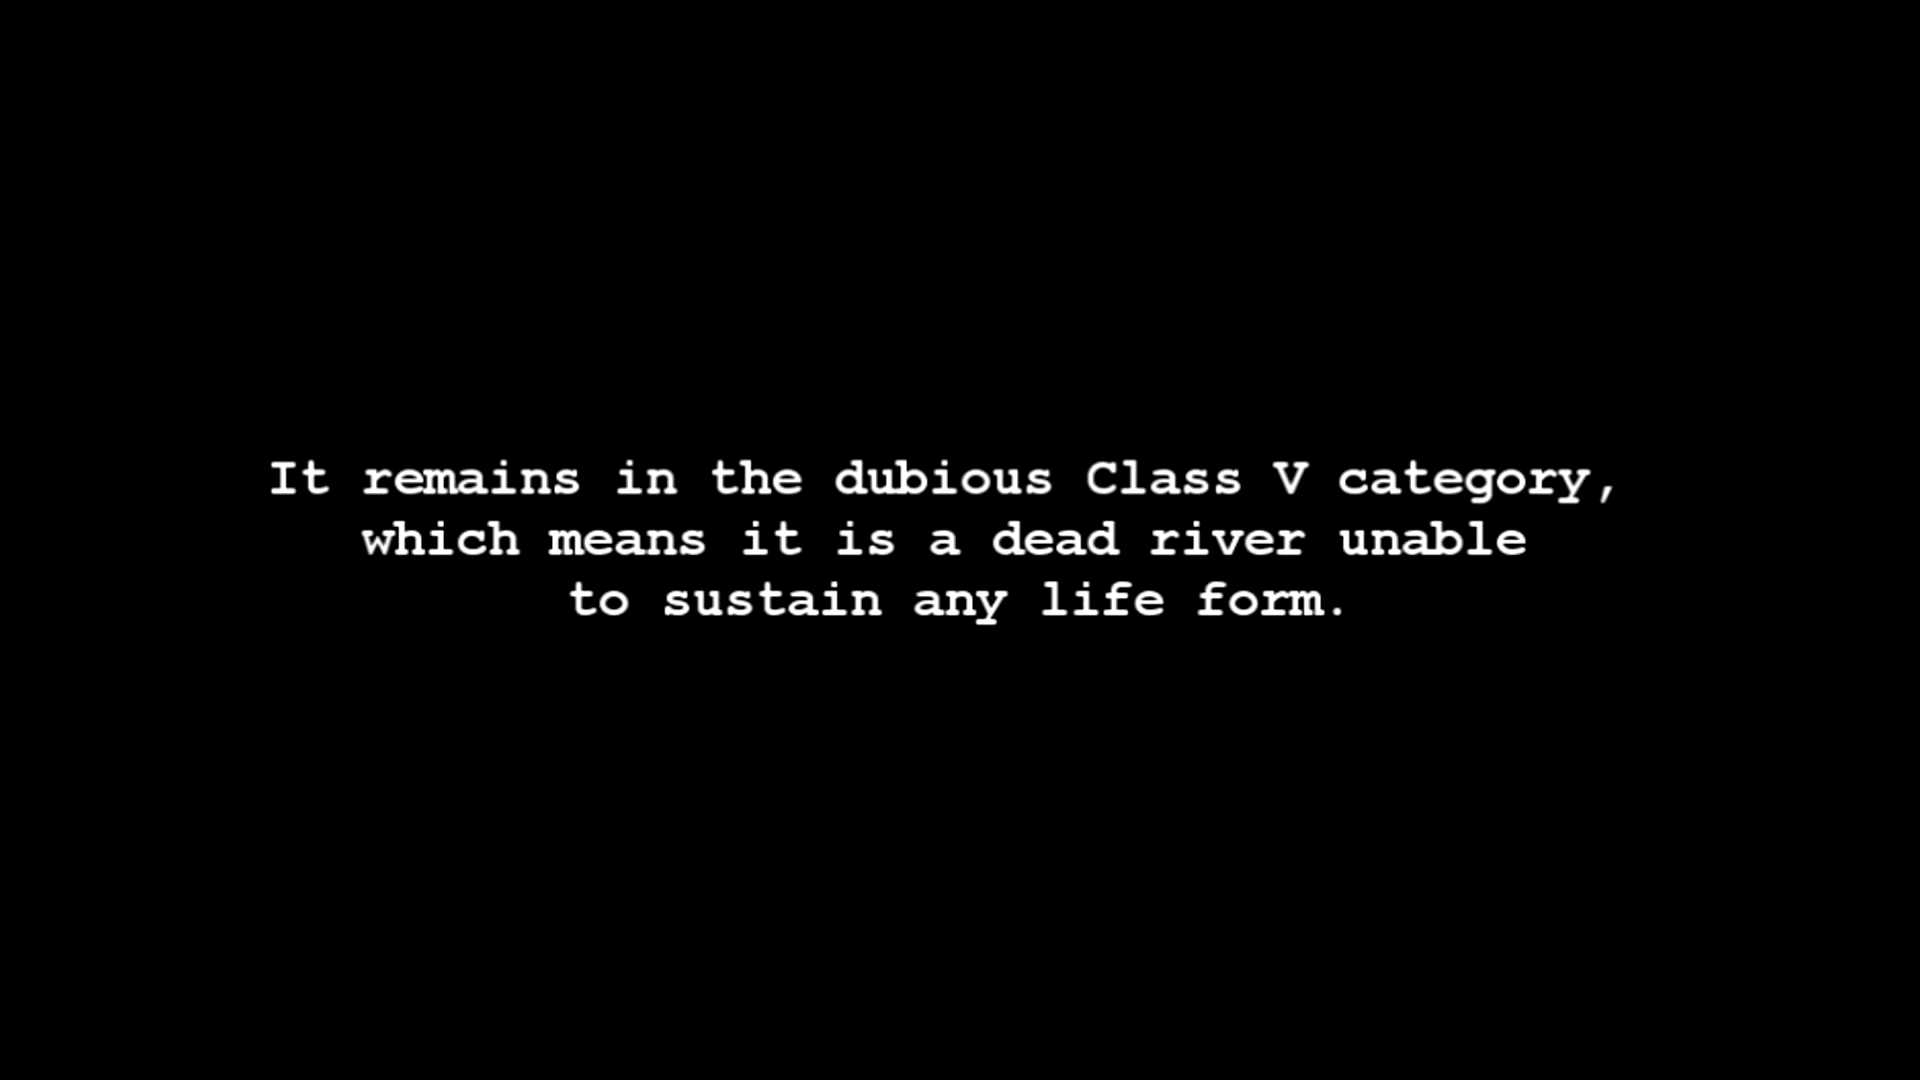 It remains in the dubious Class V category,
which means it is a dead river unable
to sustain any life form.